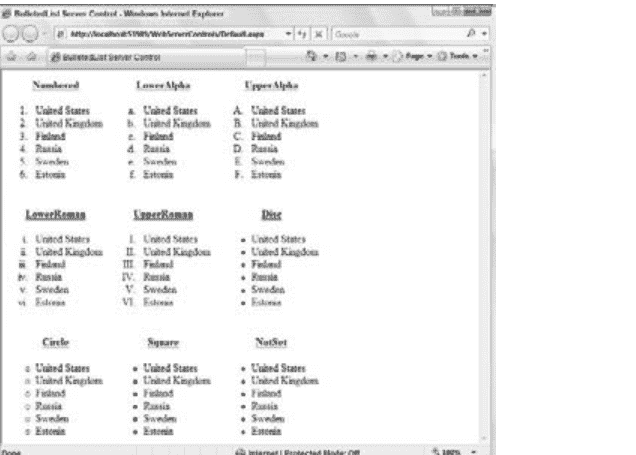 BulletedList Server Control - Windows Internet Explorer
http://localhost:51989/WebServerControls/Default.aspx
Google
BulletedList Server Control
Page
Tools
Numbered LowerAlpha UpperAlpha
1. United States a. United States A. United States
2. United Kingdom b. United Kingdom B. United Kingdom
3. Finland c. Finland C. Finland
4. Russia d. Russia D. Russia
5. Sweden e. Sweden E. Sweden
6. Estonia f. Estonia F. Estonia
LowerRoman UpperRoman Disc
i. United States I. United States • United States
ii. United Kingdom II. United Kingdom • United Kingdom
iii. Finland III. Finland • Finland
iv. Russia IV. Russia • Russia
v. Sweden V. Sweden • Sweden
vi. Estonia VI. Estonia • Estonia
Circle Square NotSet
○ United States ▪ United States • United States
○ United Kingdom ▪ United Kingdom • United Kingdom
○ Finland ▪ Finland • Finland
○ Russia ▪ Russia • Russia
○ Sweden ▪ Sweden • Sweden
○ Estonia ▪ Estonia • Estonia
Done
Internet | Protected Mode: Off
100%